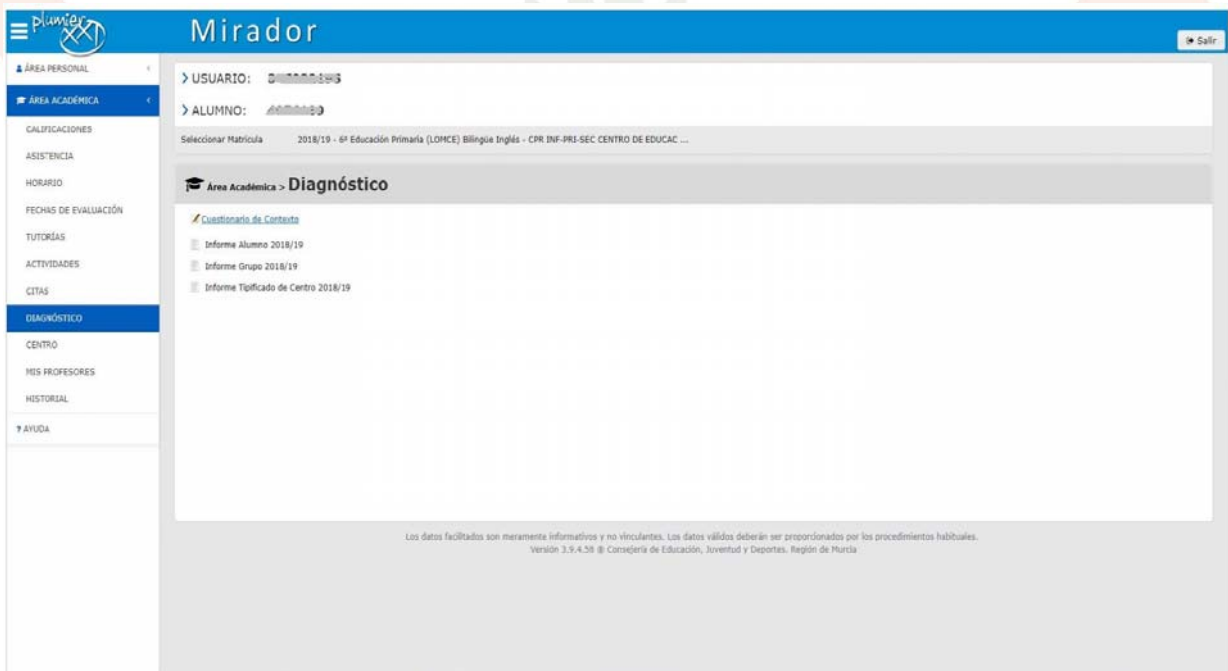 plumier XXI
Mirador
Salir
ÁREA PERSONAL
ÁREA ACADÉMICA
CALIFICACIONES
ASISTENCIA
HORARIO
FECHAS DE EVALUACIÓN
TUTORÍAS
ACTIVIDADES
CITAS
DIAGNÓSTICO
CENTRO
MIS PROFESORES
HISTORIAL
? AYUDA
USUARIO:
ALUMNO:
Seleccionar Matricula 2018/19 - 6º Educación Primaria (LOMCE) Bilingüe Inglés - CPR INF-PRI-SEC CENTRO DE EDUCAC ...
Área Académica > Diagnóstico
Cuestionario de Contexto
Informe Alumno 2018/19
Informe Grupo 2018/19
Informe Tipificado de Centro 2018/19
Los datos facilitados son meramente informativos y no vinculantes. Los datos válidos deberán ser proporcionados por los procedimientos habituales.
Versión 3.9.4.58 @ Consejería de Educación, Juventud y Deportes. Región de Murcia